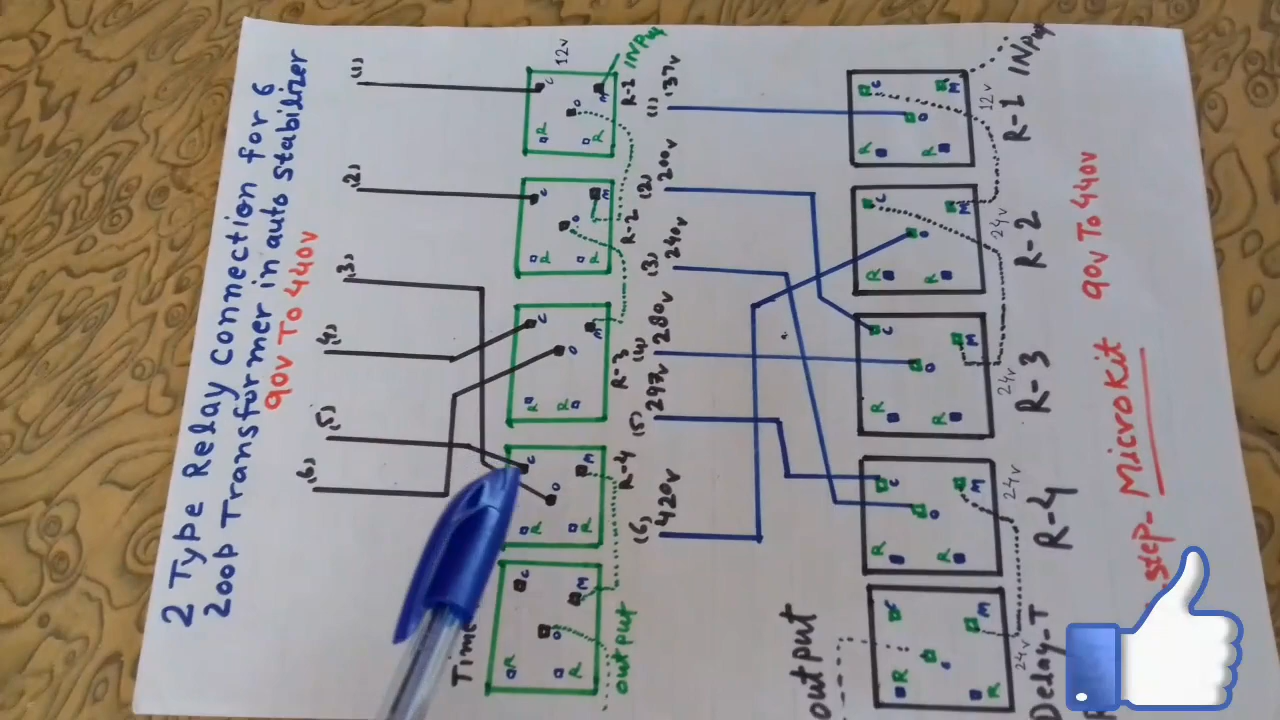 2 Type Relay Connection for 6
200p Transformer in auto stabilizer
90v To 440v
(1)
(2)
(3)
(4)
(5)
(6)
12v
INPut
C
M
O
R
R
R-1
C
M
O
R
R
R-2
C
M
O
R
R
R-3
C
M
O
R
R
R-4
C
M
O
R
R
Time
output
(1) 137v
(2) 200v
(3) 240v
(4) 280v
(5) 297v
(6) 420v
C
M
O
R
R
12v
R-1
INPut
C
M
O
R
24v
R-2
C
M
O
R
R
24v
R-3
C
M
O
R
R
24v
R-4
C
M
O
R
R
24v
Delay-T
output
step- Microkit 90v To 440v